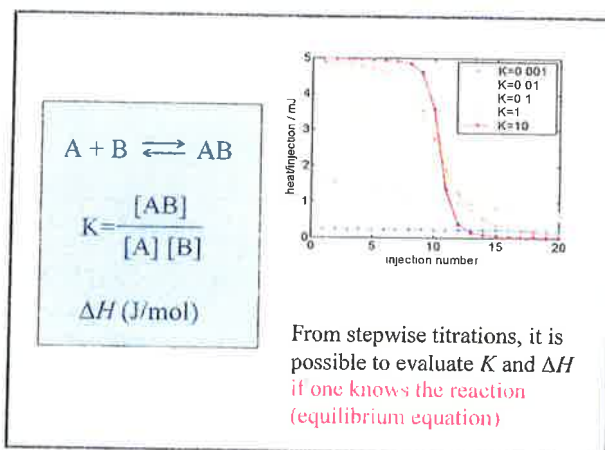 A + B ⇌ AB
K= [AB]
[A] [B]
ΔH (J/mol)
5
4
3
2
1
0
0 5 10 15 20
heat/injection / mJ
injection number
K=0 001
K=0 01
K=0 1
K=1
K=10
From stepwise titrations, it is
possible to evaluate K and ΔH
if one knows the reaction
(equilibrium equation)